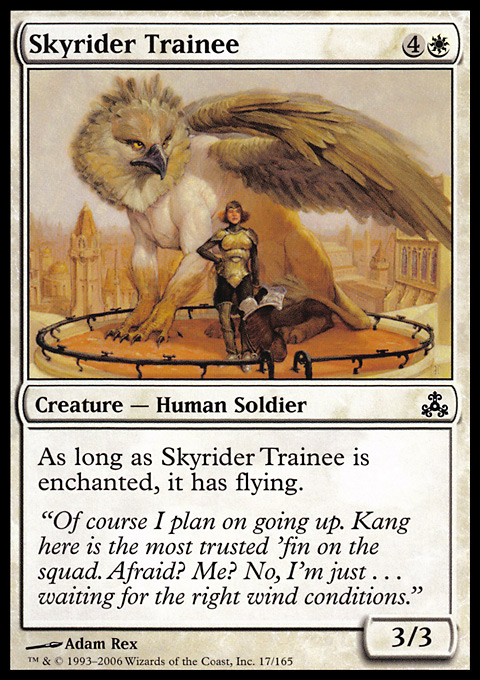 Skyrider Trainee 4
Creature — Human Soldier
As long as Skyrider Trainee is
enchanted, it has flying.
“Of course I plan on going up. Kang
here is the most trusted ’fin on the
squad. Afraid? Me? No, I’m just . . .
waiting for the right wind conditions.”
Adam Rex
3/3
™ & © 1993–2006 Wizards of the Coast, Inc. 17/165